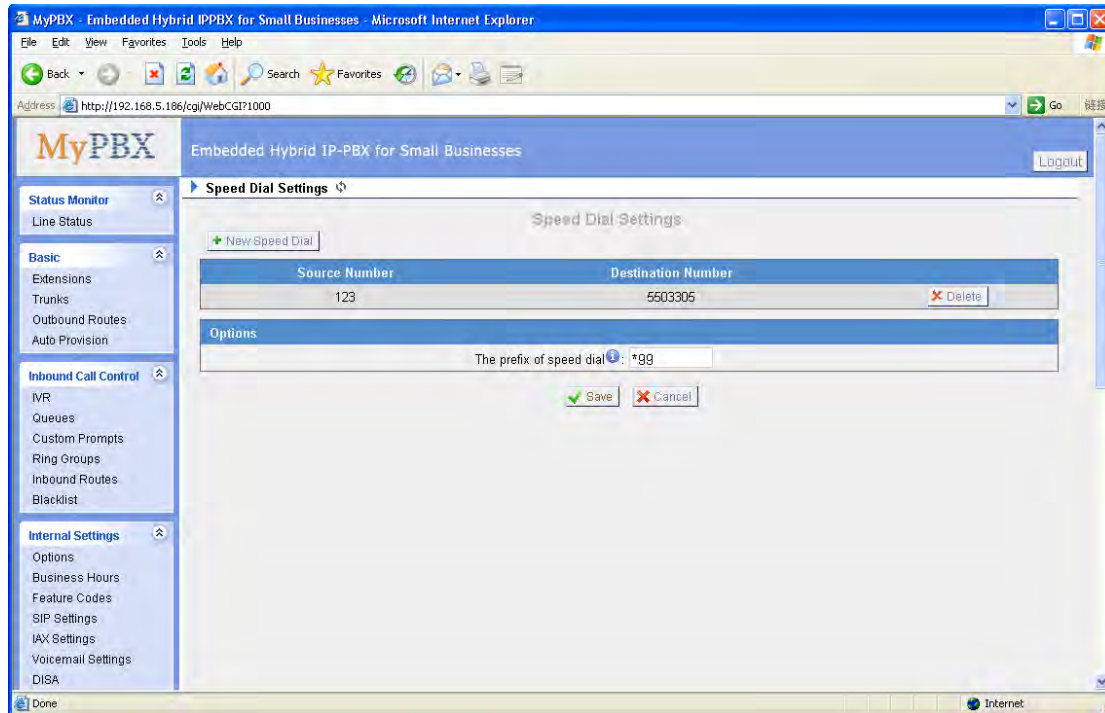 MyPBX - Embedded Hybrid IPPBX for Small Businesses - Microsoft Internet Explorer
File Edit View Favorites Tools Help
Back Search Favorites
Address http://192.168.5.186/cgi/WebCGI?1000 Go 链接
MyPBX
Embedded Hybrid IP-PBX for Small Businesses
Logout
Status Monitor
Line Status
Basic
Extensions
Trunks
Outbound Routes
Auto Provision
Inbound Call Control
IVR
Queues
Custom Prompts
Ring Groups
Inbound Routes
Blacklist
Internal Settings
Options
Business Hours
Feature Codes
SIP Settings
IAX Settings
Voicemail Settings
DISA
Speed Dial Settings
Speed Dial Settings
New Speed Dial
Source Number Destination Number
123 5503305 Delete
Options
The prefix of speed dial : *99
Save Cancel
Done Internet